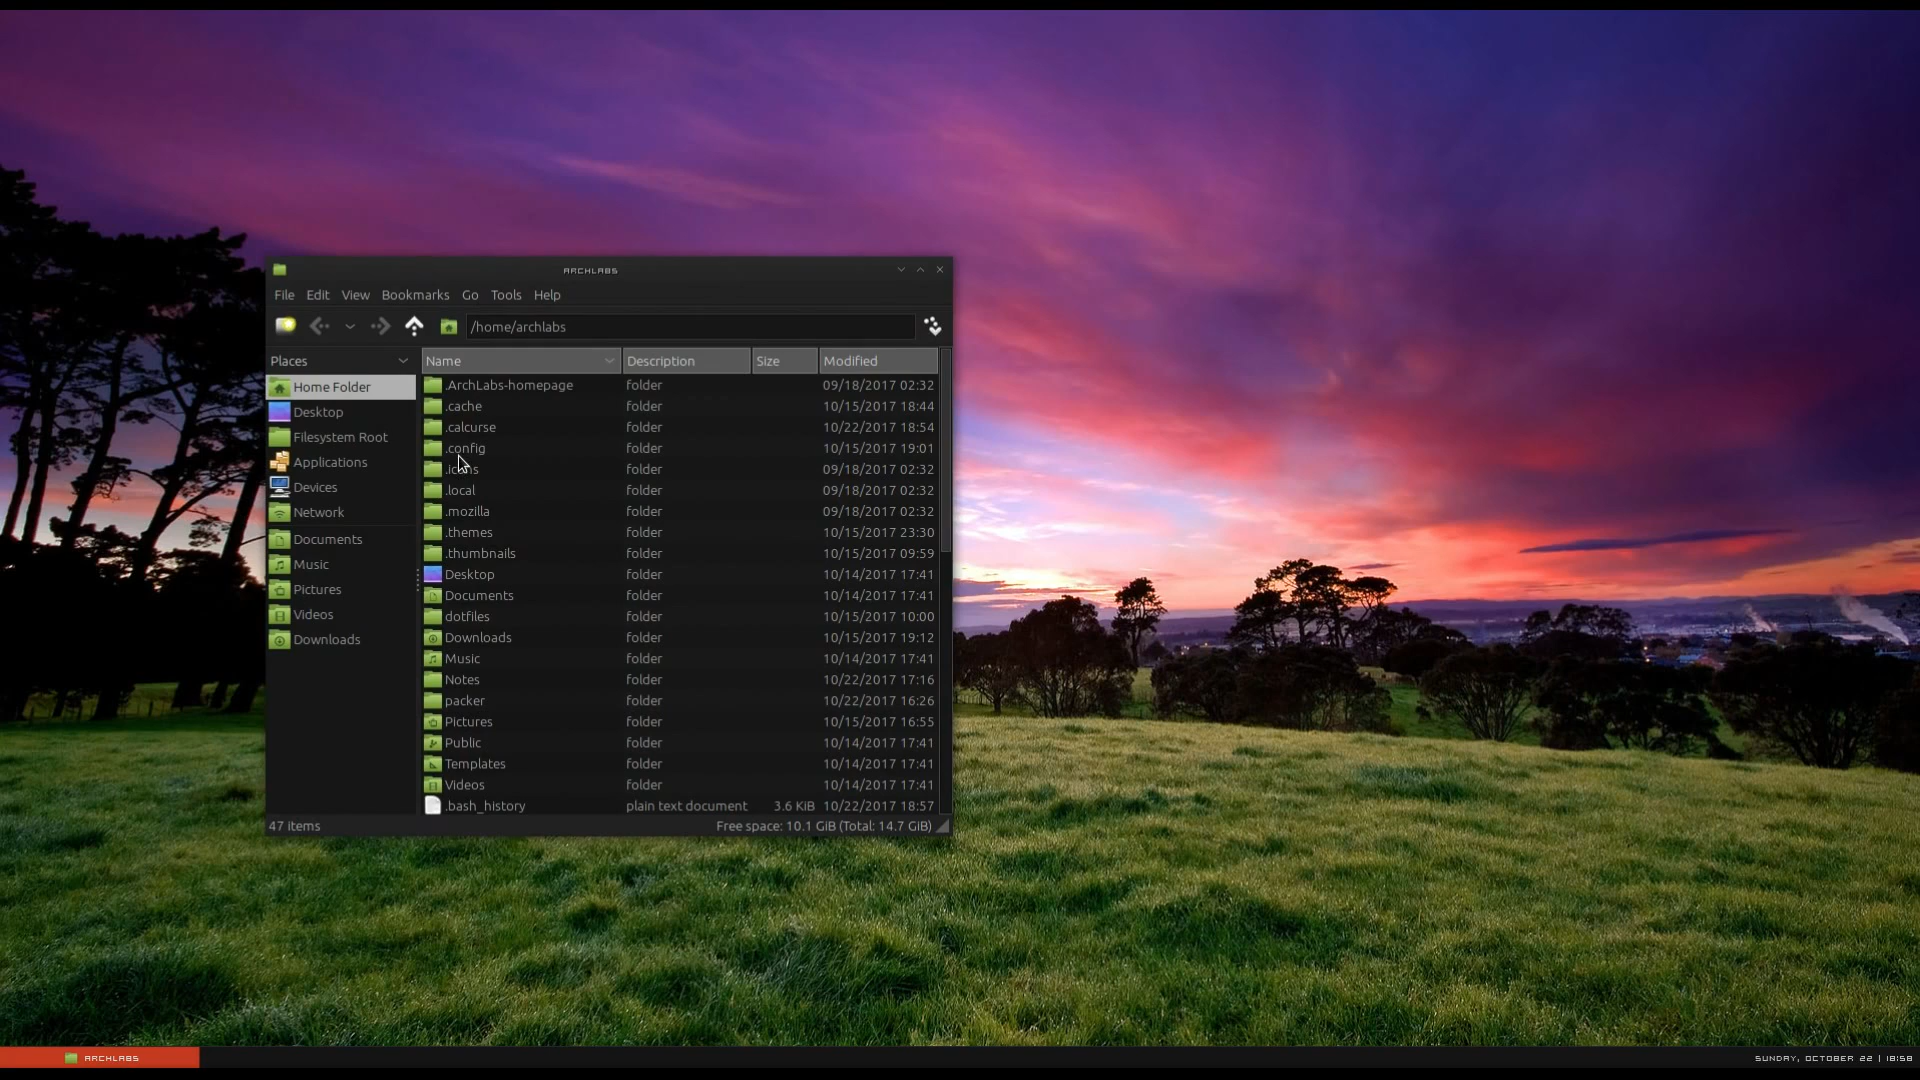 ARCHLABS
File Edit View Bookmarks Go Tools Help
/home/archlabs
Places
Home Folder
Desktop
Filesystem Root
Applications
Devices
Network
Documents
Music
Pictures
Videos
Downloads
Name Description Size Modified
.ArchLabs-homepage folder 09/18/2017 02:32
.cache folder 10/15/2017 18:44
.calcurse folder 10/22/2017 18:54
.config folder 10/15/2017 19:01
folder 09/18/2017 02:32
.local folder 09/18/2017 02:32
.mozilla folder 09/18/2017 02:32
.themes folder 10/15/2017 23:30
.thumbnails folder 10/15/2017 09:59
Desktop folder 10/14/2017 17:41
Documents folder 10/14/2017 17:41
dotfiles folder 10/15/2017 10:00
Downloads folder 10/15/2017 19:12
Music folder 10/14/2017 17:41
Notes folder 10/22/2017 17:16
packer folder 10/22/2017 16:26
Pictures folder 10/15/2017 16:55
Public folder 10/14/2017 17:41
Templates folder 10/14/2017 17:41
Videos folder 10/14/2017 17:41
.bash_history plain text document 3.6 KiB 10/22/2017 18:57
47 items Free space: 10.1 GiB (Total: 14.7 GiB)
ARCHLABS
SUNDAY, OCTOBER 22 | 18:58